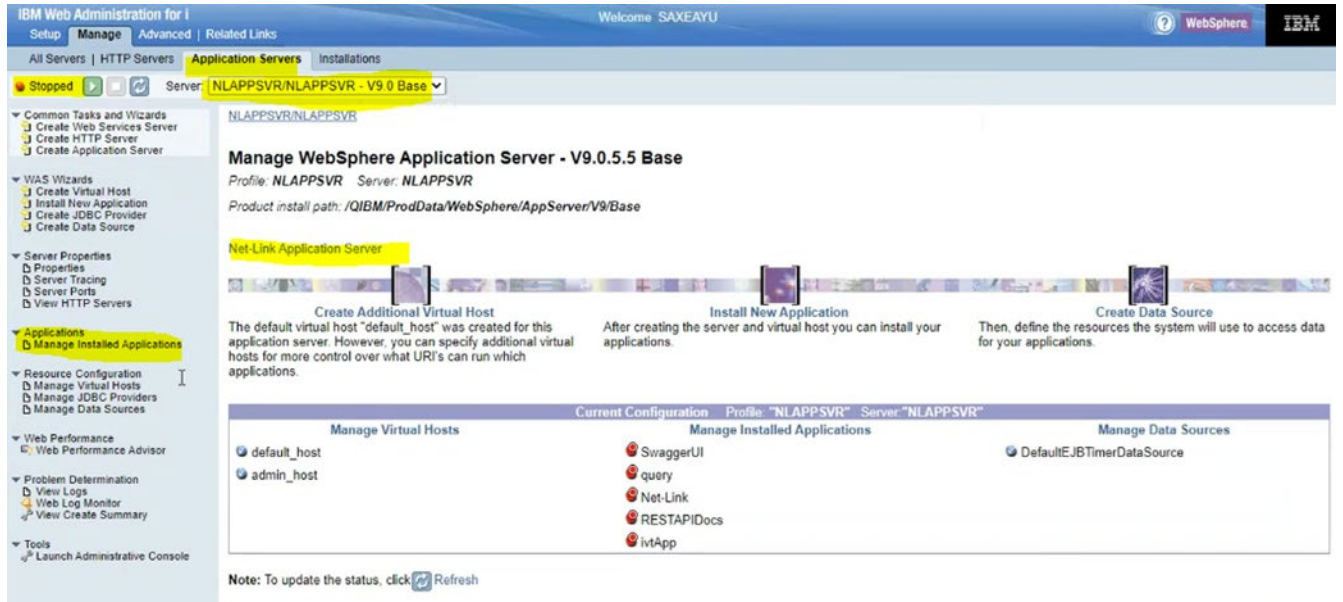 IBM Web Administration for i
Welcome SAXEAYU
? WebSphere. IBM
Setup Manage Advanced | Related Links
All Servers | HTTP Servers Application Servers Installations
Stopped Server: NLAPPSVR/NLAPPSVR - V9.0 Base
Common Tasks and Wizards
Create Web Services Server
Create HTTP Server
Create Application Server
WAS Wizards
Create Virtual Host
Install New Application
Create JDBC Provider
Create Data Source
Server Properties
Properties
Server Tracing
Server Ports
View HTTP Servers
Applications
Manage Installed Applications
Resource Configuration
Manage Virtual Hosts
Manage JDBC Providers
Manage Data Sources
Web Performance
Web Performance Advisor
Problem Determination
View Logs
Web Log Monitor
View Create Summary
Tools
Launch Administrative Console
NLAPPSVR/NLAPPSVR
Manage WebSphere Application Server - V9.0.5.5 Base
Profile: NLAPPSVR Server: NLAPPSVR
Product install path: /QIBM/ProdData/WebSphere/AppServer/V9/Base
Net-Link Application Server
Create Additional Virtual Host
The default virtual host "default_host" was created for this
application server. However, you can specify additional virtual
hosts for more control over what URI's can run which
applications.
Install New Application
After creating the server and virtual host you can install your
applications.
Create Data Source
Then, define the resources the system will use to access data
for your applications.
Current Configuration Profile: "NLAPPSVR" Server:"NLAPPSVR"
Manage Virtual Hosts
default_host
admin_host
Manage Installed Applications
SwaggerUI
query
Net-Link
RESTAPIDocs
ivtApp
Manage Data Sources
DefaultEJBTimerDataSource
Note: To update the status, click Refresh